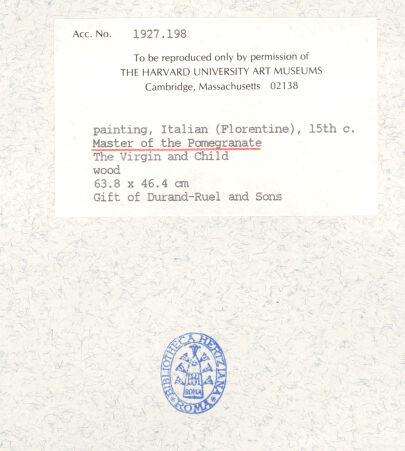 Acc. No. 1927.198
To be reproduced only by permission of
THE HARVARD UNIVERSITY ART MUSEUMS
Cambridge, Massachusetts 02138
painting, Italian (Florentine), 15th c.
Master of the Pomegranate
The Virgin and Child
wood
63.8 x 46.4 cm
Gift of Durand-Ruel and Sons
BIBLIOTHECA HERTZIANA
ROMA
* ROMA *